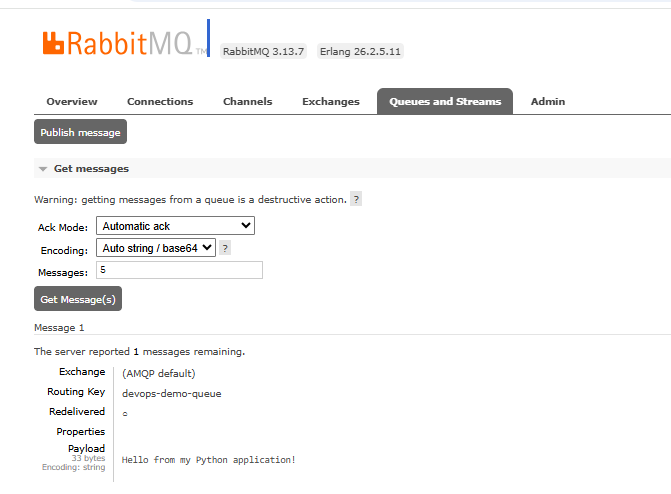 RabbitMQ TM RabbitMQ 3.13.7 Erlang 26.2.5.11
Overview Connections Channels Exchanges Queues and Streams Admin
Publish message
Get messages
Warning: getting messages from a queue is a destructive action. ?
Ack Mode: Automatic ack
Encoding: Auto string / base64 ?
Messages: 5
Get Message(s)
Message 1
The server reported 1 messages remaining.
Exchange (AMQP default)
Routing Key devops-demo-queue
Redelivered ○
Properties
Payload
33 bytes
Encoding: string
Hello from my Python application!